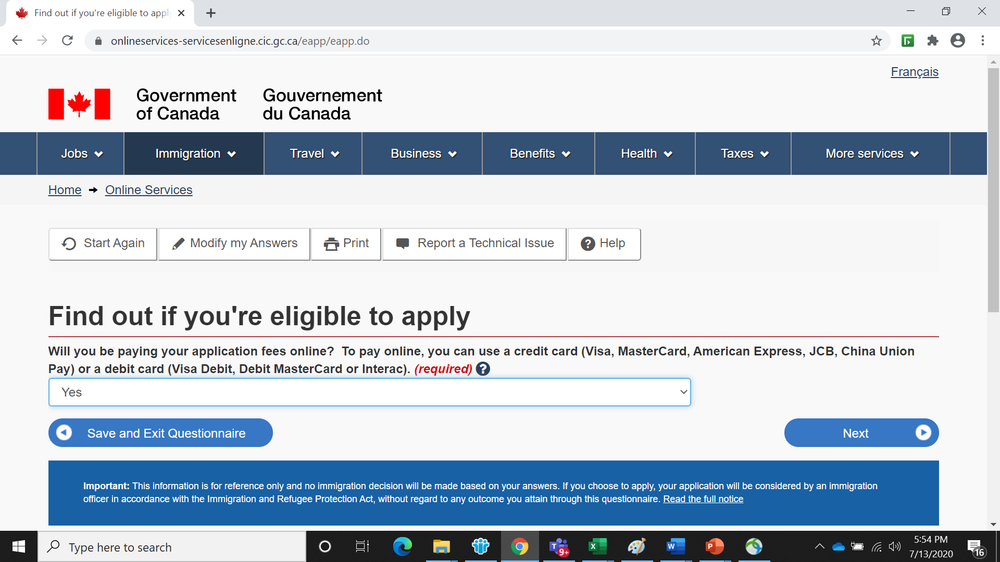 Find out if you're eligible to appl
onlineservices-servicesenligne.cic.gc.ca/eapp/eapp.do
Français
Government of Canada
Gouvernement du Canada
Jobs Immigration Travel Business Benefits Health Taxes More services
Home Online Services
Start Again Modify my Answers Print Report a Technical Issue Help
Find out if you're eligible to apply
Will you be paying your application fees online?  To pay online, you can use a credit card (Visa, MasterCard, American Express, JCB, China Union
Pay) or a debit card (Visa Debit, Debit MasterCard or Interac). (required) ?
Yes
Save and Exit Questionnaire Next
Important: This information is for reference only and no immigration decision will be made based on your answers. If you choose to apply, your application will be considered by an immigration
officer in accordance with the Immigration and Refugee Protection Act, without regard to any outcome you attain through this questionnaire. Read the full notice
Type here to search
T 9+ X W P
5:54 PM
7/13/2020
16